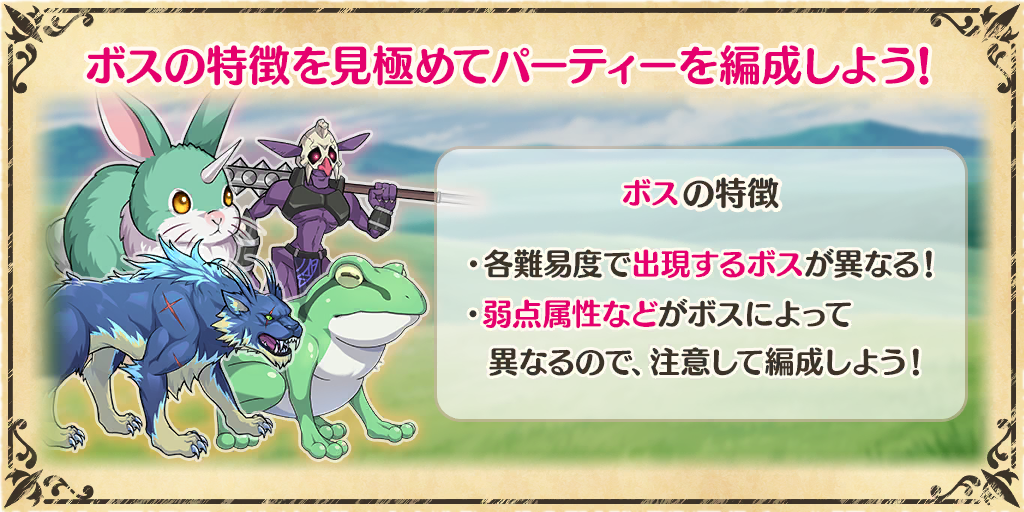 ボスの特徴を見極めてパーティーを編成しよう!
ボスの特徴
・各難易度で出現するボスが異なる!
・弱点属性などがボスによって
異なるので、注意して編成しよう!